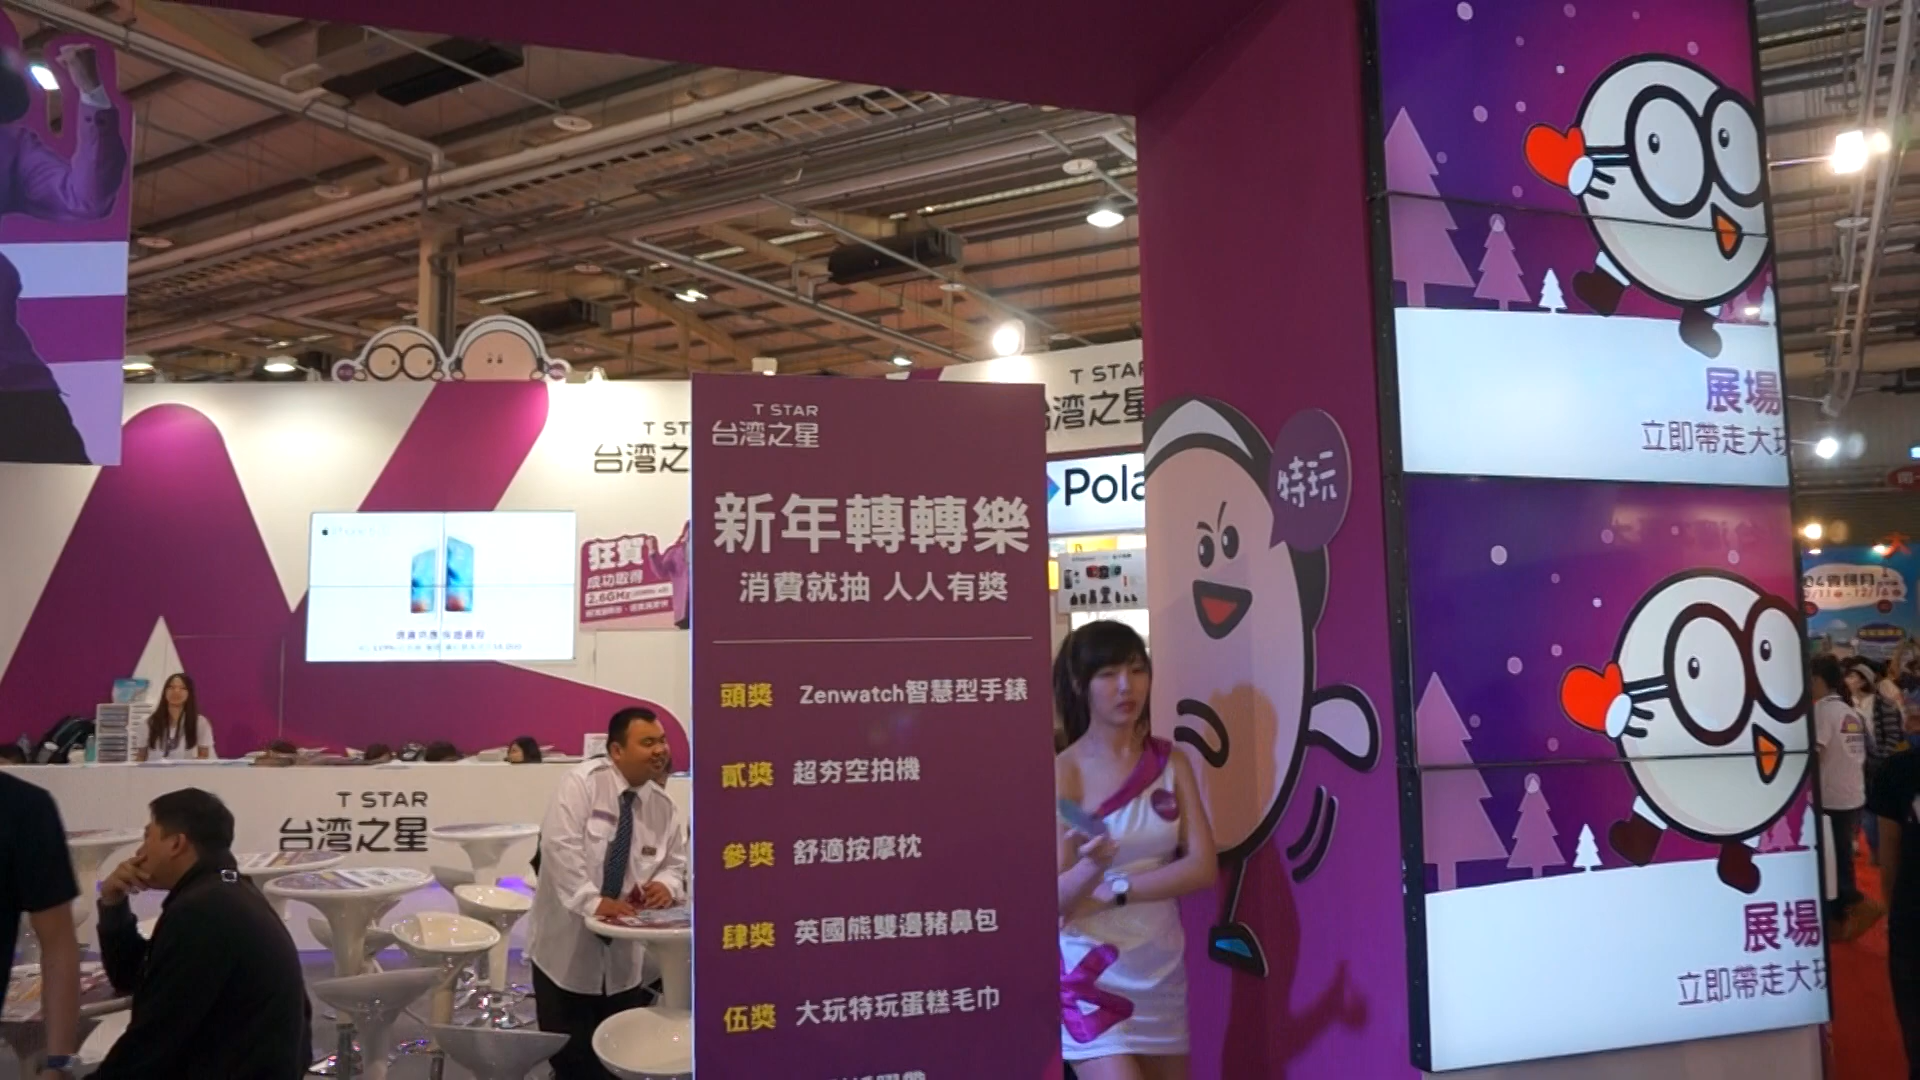 T STAR
台湾之星
新年轉轉樂
消費就抽 人人有獎
頭獎 Zenwatch智慧型手錶
貳獎 超夯空拍機
參獎 舒適按摩枕
肆獎 英國熊雙邊豬鼻包
伍獎 大玩特玩蛋糕毛巾
T ST
台湾之
狂賀
成功取得
2.6GHz
T STAR
台湾之星
T STAR
台湾之星
Pola
特玩
展場
立即帶走大玩
展場
立即帶走大玩